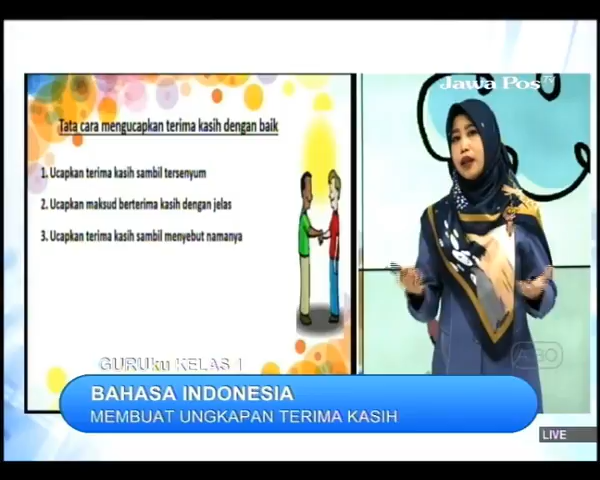 Jawa Pos TV
Tata cara mengucapkan terima kasih dengan baik
1. Ucapkan terima kasih sambil tersenyum
2. Ucapkan maksud berterima kasih dengan jelas
3. Ucapkan terima kasih sambil menyebut namanya
GURUku KELAS 1
BAHASA INDONESIA
MEMBUAT UNGKAPAN TERIMA KASIH
LIVE